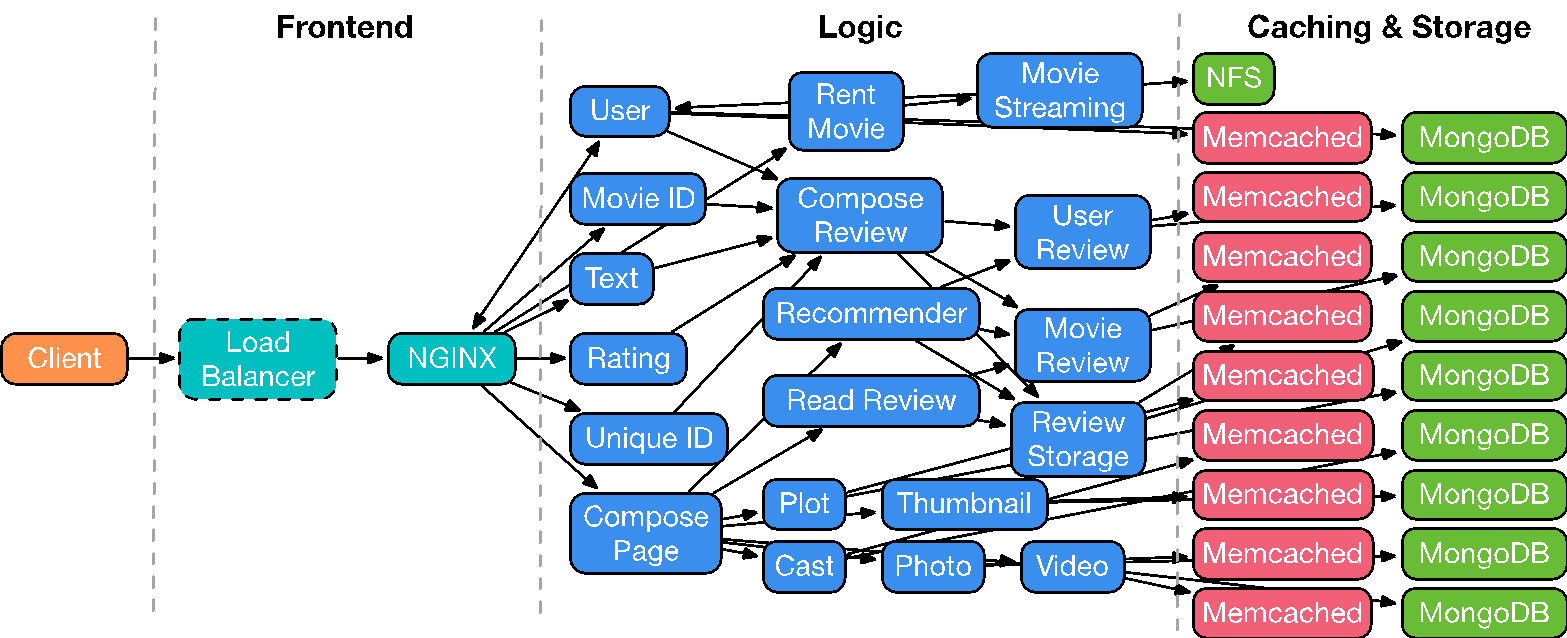 Frontend
Logic
Caching & Storage
Client
Load
Balancer
NGINX
User
Movie ID
Text
Rating
Unique ID
Compose
Page
Rent
Movie
Movie
Streaming
Compose
Review
Recommender
Read Review
Plot
Thumbnail
Cast
Photo
Video
User
Review
Movie
Review
Review
Storage
NFS
Memcached
MongoDB
Memcached
MongoDB
Memcached
MongoDB
Memcached
MongoDB
Memcached
MongoDB
Memcached
MongoDB
Memcached
MongoDB
Memcached
MongoDB
Memcached
MongoDB